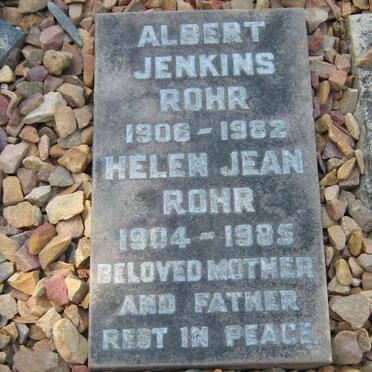 ALBERT
JENKINS
ROHR
1906 - 1982
HELEN JEAN
ROHR
1904 - 1985
BELOVED MOTHER
AND FATHER
REST IN PEACE.